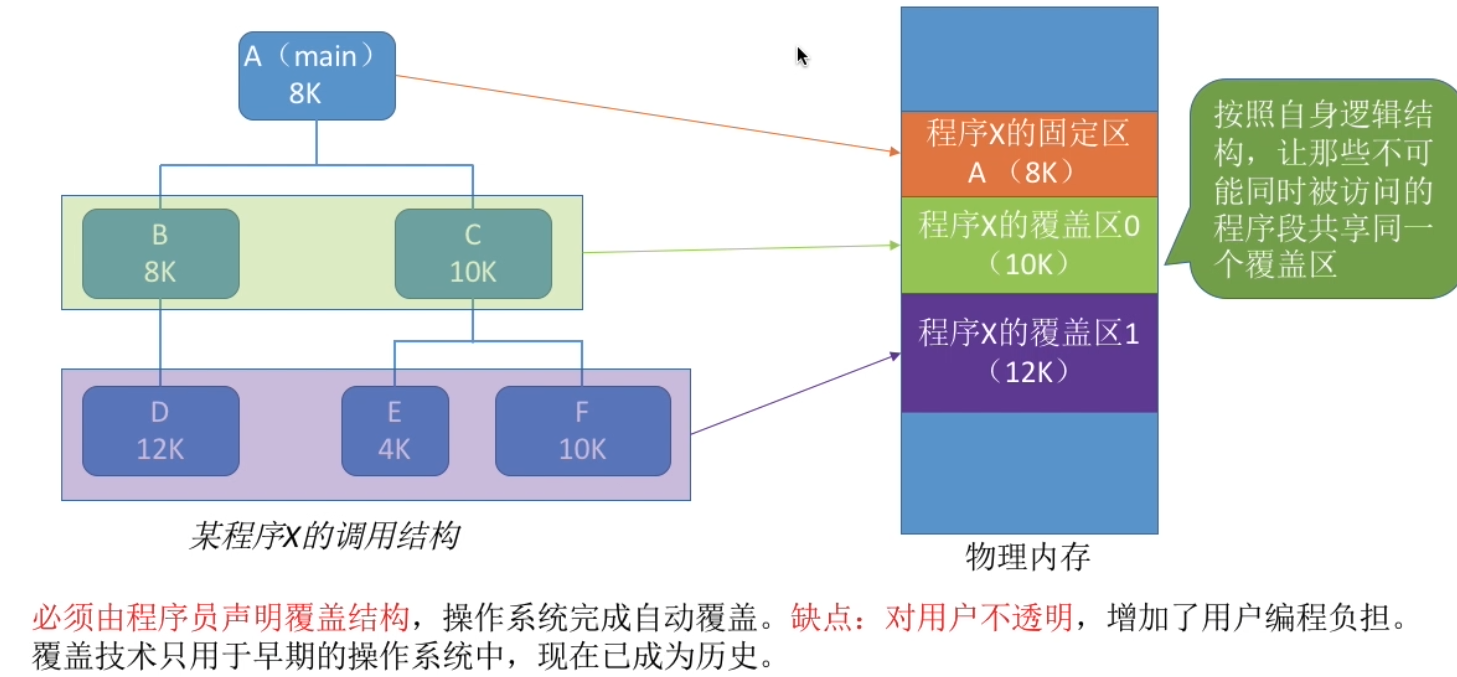 A（main）
8K
B
8K
C
10K
D
12K
E
4K
F
10K
某程序X的调用结构
程序X的固定区
A （8K）
程序X的覆盖区0
（10K）
程序X的覆盖区1
（12K）
物理内存
按照自身逻辑结
构，让那些不可
能同时被访问的
程序段共享同一
个覆盖区
必须由程序员声明覆盖结构，操作系统完成自动覆盖。缺点：对用户不透明，增加了用户编程负担。
覆盖技术只用于早期的操作系统中，现在已成为历史。